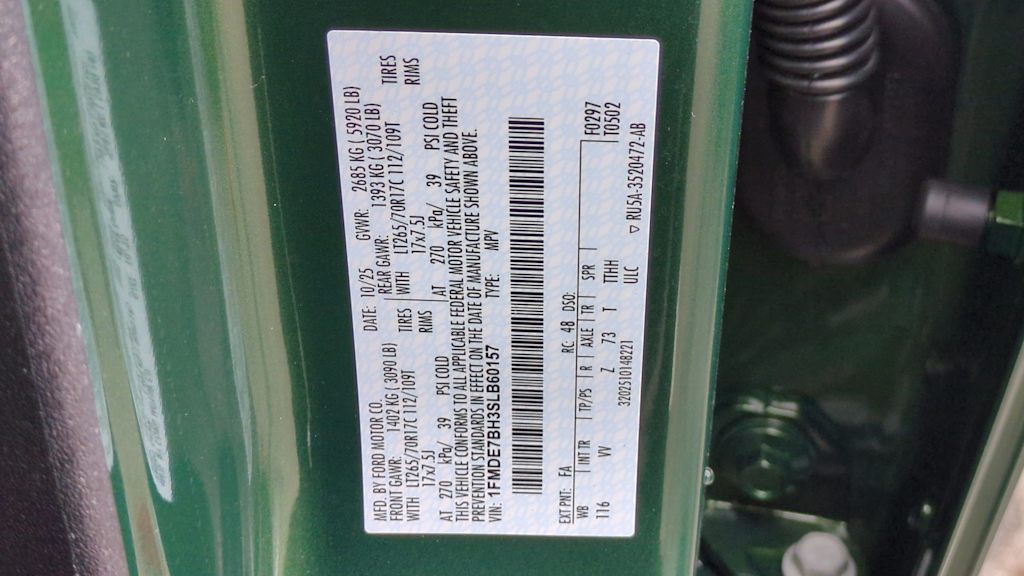 MFD. BY FORD MOTOR CO.
DATE: 10/25 GVWR: 2685 KG ( 5920 LB)
FRONT GAWR: 1402 KG ( 3090 LB)
REAR GAWR: 1393 KG ( 3070 LB)
WITH LT265/70R17C 112/109T TIRES
WITH LT265/70R17C 112/109T TIRES
17x7.5J RIMS
17x7.5J RIMS
AT 270 kPa/ 39 PSI COLD
AT 270 kPa/ 39 PSI COLD
THIS VEHICLE CONFORMS TO ALL APPLICABLE FEDERAL MOTOR VEHICLE SAFETY AND THEFT
PREVENTION STANDARDS IN EFFECT ON THE DATE OF MANUFACTURE SHOWN ABOVE.
VIN: 1FMDE7BH3SLB60157 TYPE: MPV
F0297
T0502
EXT PNT: FA RC: 48 DSO:
WB INT TR TP/PS R AXLE TR SPR
116 VV Z 73 T THH
3202510148221 ULC
▽ RU5A-3520472-AB